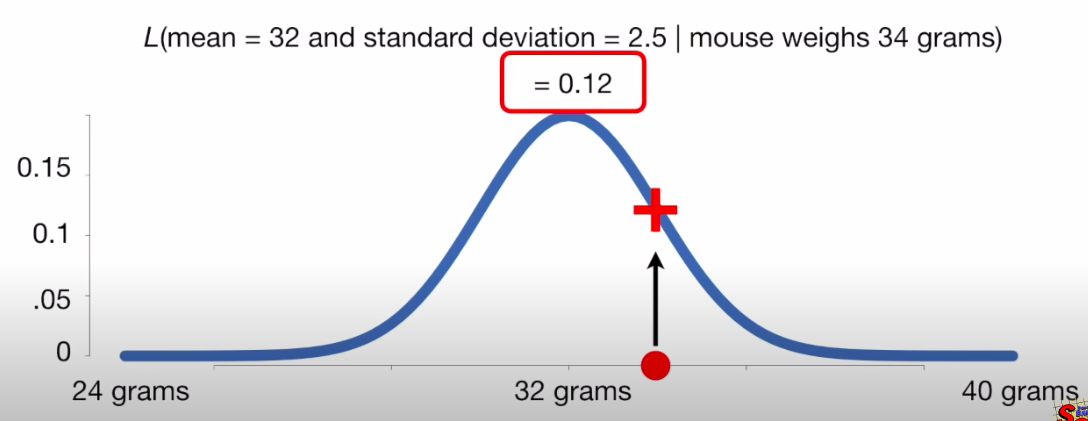 L(mean = 32 and standard deviation = 2.5 | mouse weighs 34 grams)
= 0.12
0.15
0.1
.05
0
24 grams 32 grams 40 grams